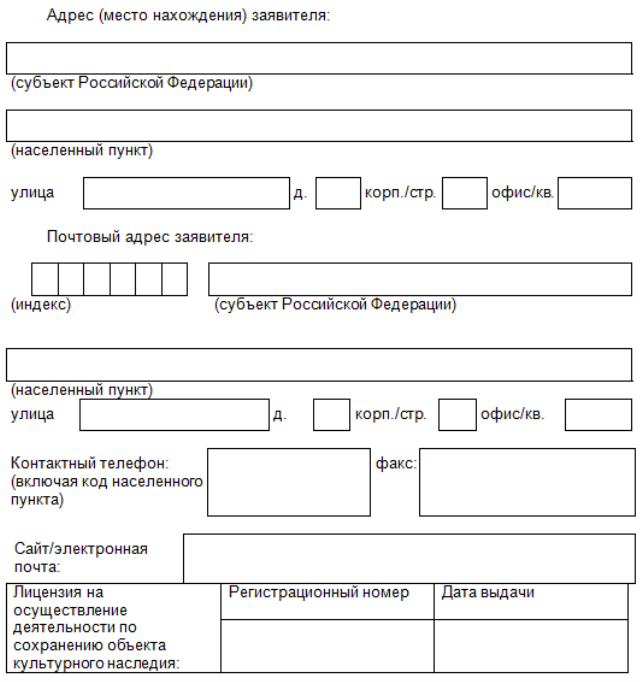 Адрес (место нахождения) заявителя:
(субъект Российской Федерации)
(населенный пункт)
улица д. корп./стр. офис/кв.
Почтовый адрес заявителя:
(индекс) (субъект Российской Федерации)
(населенный пункт)
улица д. корп./стр. офис/кв.
Контактный телефон: факс:
(включая код населенного
пункта)
Сайт/электронная
почта:
Лицензия на Регистрационный номер Дата выдачи
осуществление
деятельности по
сохранению объекта
культурного наследия: